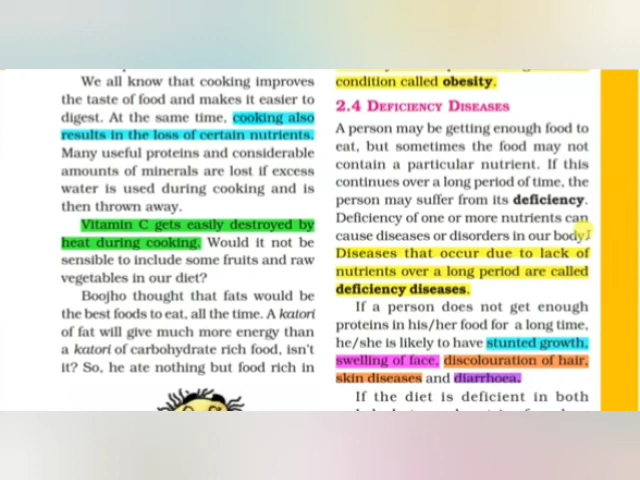 We all know that cooking improves
the taste of food and makes it easier to
digest. At the same time, cooking also
results in the loss of certain nutrients.
Many useful proteins and considerable
amounts of minerals are lost if excess
water is used during cooking and is
then thrown away.
Vitamin C gets easily destroyed by
heat during cooking. Would it not be
sensible to include some fruits and raw
vegetables in our diet?
Boojho thought that fats would be
the best foods to eat, all the time. A katori
of fat will give much more energy than
a katori of carbohydrate rich food, isn't
it? So, he ate nothing but food rich in
condition called obesity.
2.4 DEFICIENCY DISEASES
A person may be getting enough food to
eat, but sometimes the food may not
contain a particular nutrient. If this
continues over a long period of time, the
person may suffer from its deficiency.
Deficiency of one or more nutrients can
cause diseases or disorders in our body.
Diseases that occur due to lack of
nutrients over a long period are called
deficiency diseases.
If a person does not get enough
proteins in his/her food for a long time,
he/she is likely to have stunted growth,
swelling of face, discolouration of hair,
skin diseases and diarrhoea.
If the diet is deficient in both